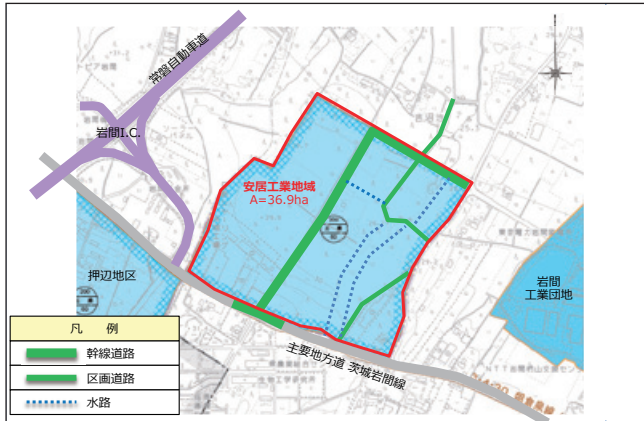 常磐自動車道
岩間I.C.
安居工業地域
A=36.9ha
押辺地区
岩間
工業団地
主要地方道 茨城岩間線
凡 例
幹線道路
区画道路
水路